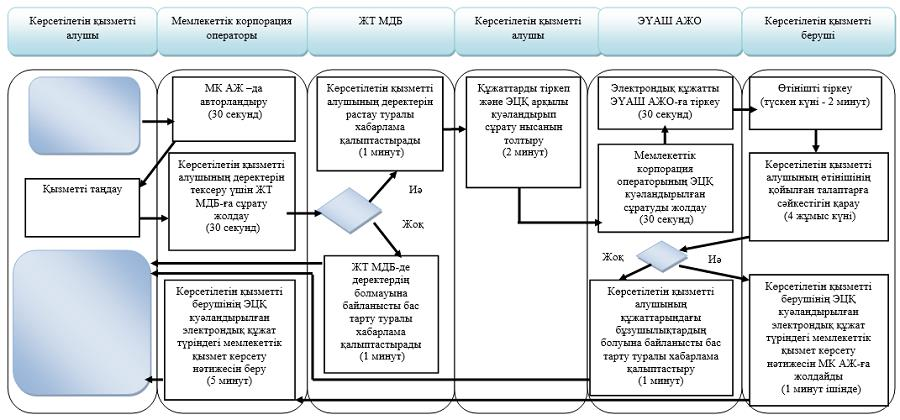 Көрсетілетін қызметті
алушы
Мемлекеттік корпорация
операторы
ЖТ МДБ
Көрсетілетін қызметті
алушы
ЭҮАШ АЖО
Көрсетілетін қызметті
беруші
МК АЖ –да
авторландыру
(30 секунд)
Қызметті таңдау
Көрсетілетін қызметті
алушының деректерін
тексеру үшін ЖТ
МДБ-ға сұрату
жолдау
(30 секунд)
Көрсетілетін қызметті
берушінің ЭЦҚ
куәландырылған
электрондық құжат
түріндегі мемлекеттік
қызмет көрсету
нәтижесін беру
(5 минут)
Көрсетілетін қызметті
алушының деректерін
растау туралы
хабарлама
қалыптастырады
(1 минут)
Иә
Жоқ
ЖТ МДБ-де
деректердің
болмауына
байланысты бас
тарту туралы
хабарлама
қалыптастырады
(1 минут)
Құжаттарды тіркеп
және ЭЦҚ арқылы
куәландырып
сұрату нысанын
толтыру
(2 минут)
Электрондық құжатты
ЭҮАШ АЖО-ға тіркеу
(30 секунд)
Мемлекеттік
корпорация
операторының ЭЦҚ
куәландырылған
сұратуды жолдау
(30 секунд)
Жоқ
Иә
Көрсетілетін қызметті
алушының
құжаттарындағы
бұзушылықтардың
болуына байланысты бас
тарту туралы хабарлама
қалыптастыру
(1 минут)
Өтінішті тіркеу
(түскен күні - 2 минут)
Көрсетілетін қызметті
алушының өтінішінің
қойылған талаптарға
сәйкестігін қарау
(4 жұмыс күні)
Көрсетілетін қызметті
берушінің ЭЦҚ
куәландырылған
электрондық құжат
түріндегі мемлекеттік
қызмет көрсету
нәтижесін МК АЖ-ға
жолдайды
(1 минут ішінде)